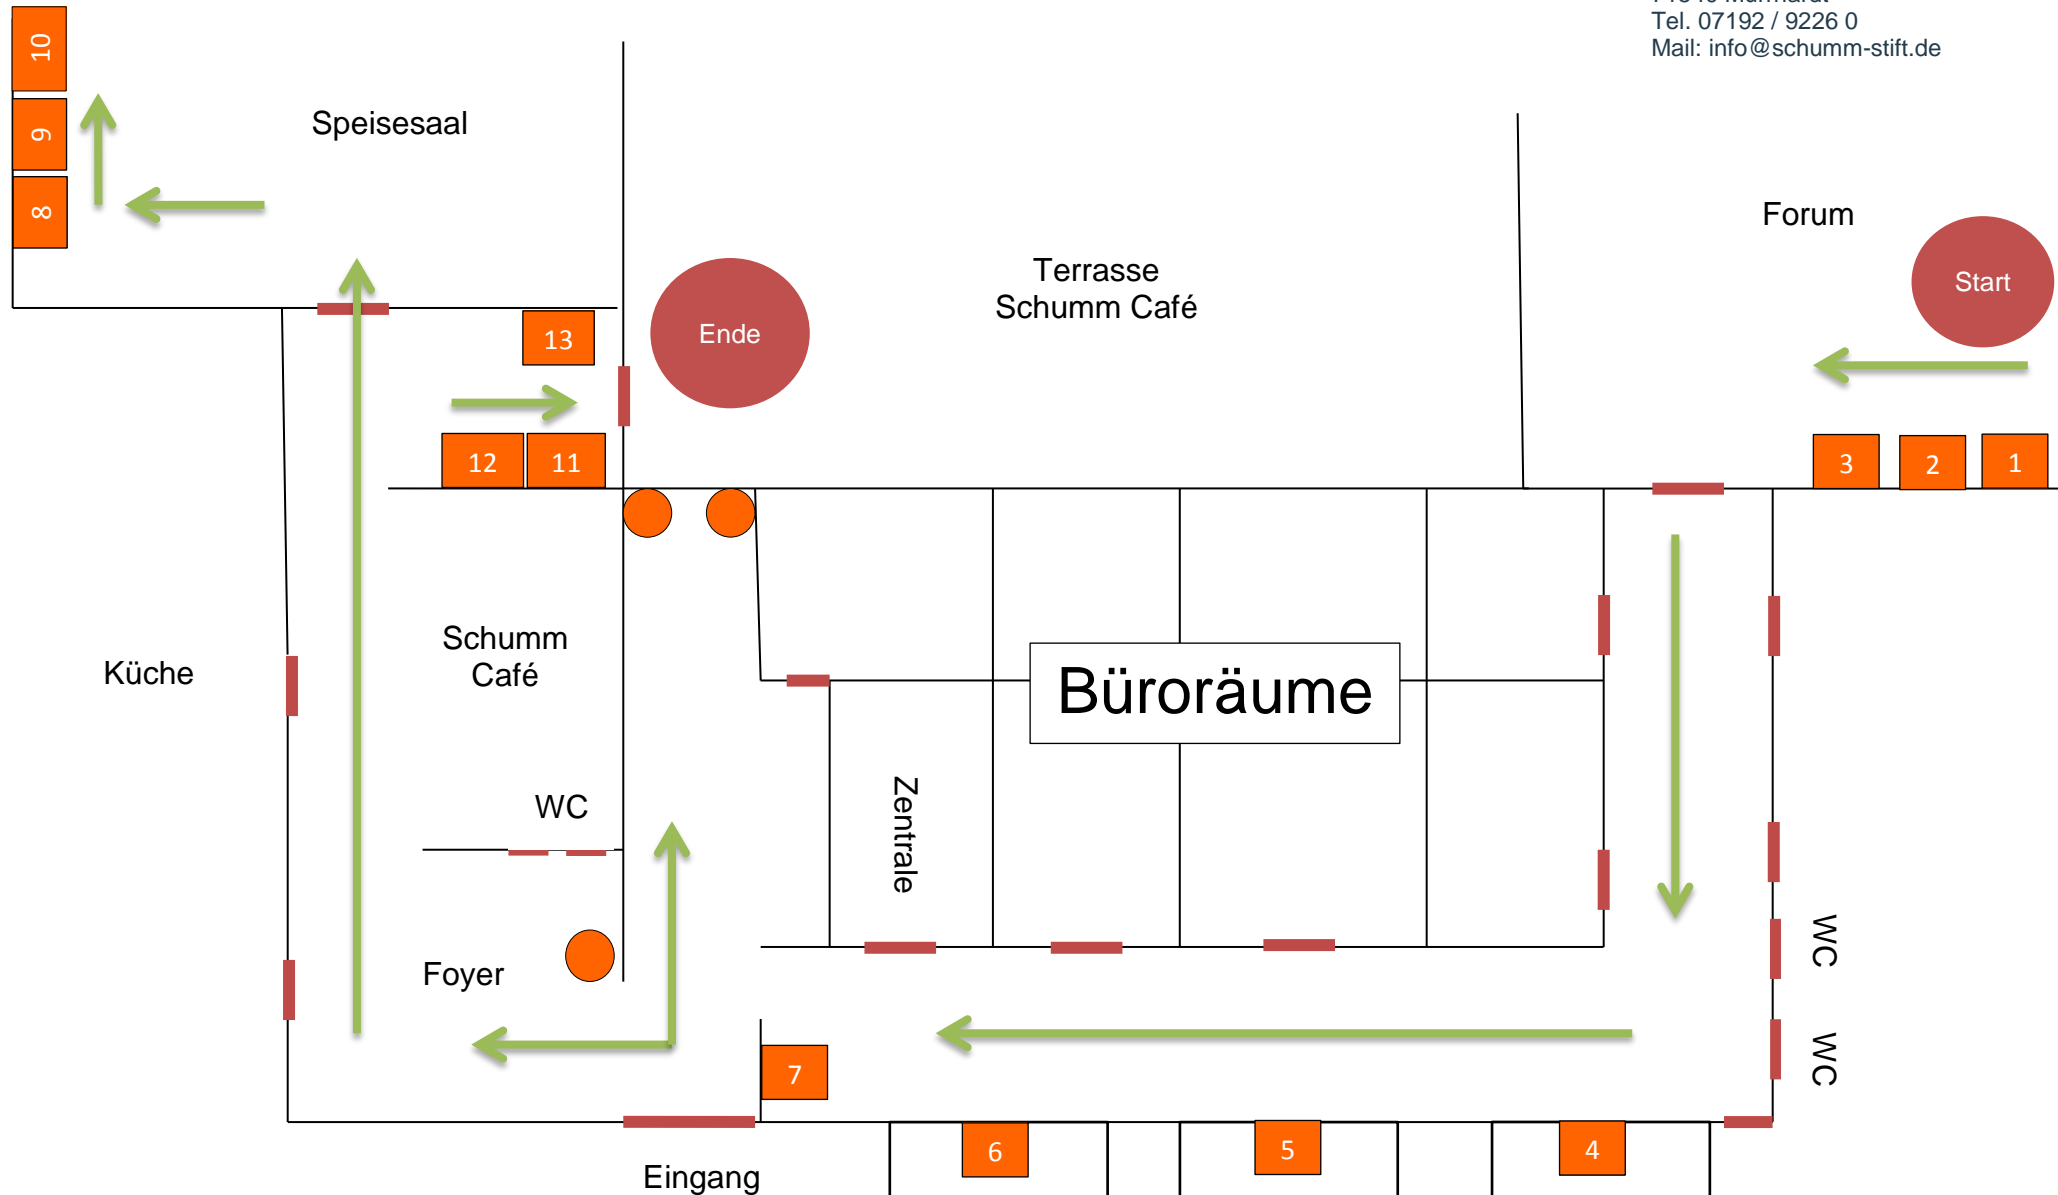 Tel. 07192 / 9226 0
Mail: info@schumm-stift.de
10
9
8
Speisesaal
Forum
Start
Terrasse
Schumm Café
Ende
13
12
11
3
2
1
Schumm
Café
Küche
Büroräume
WC
Zentrale
Foyer
WC
WC
7
6
5
4
Eingang